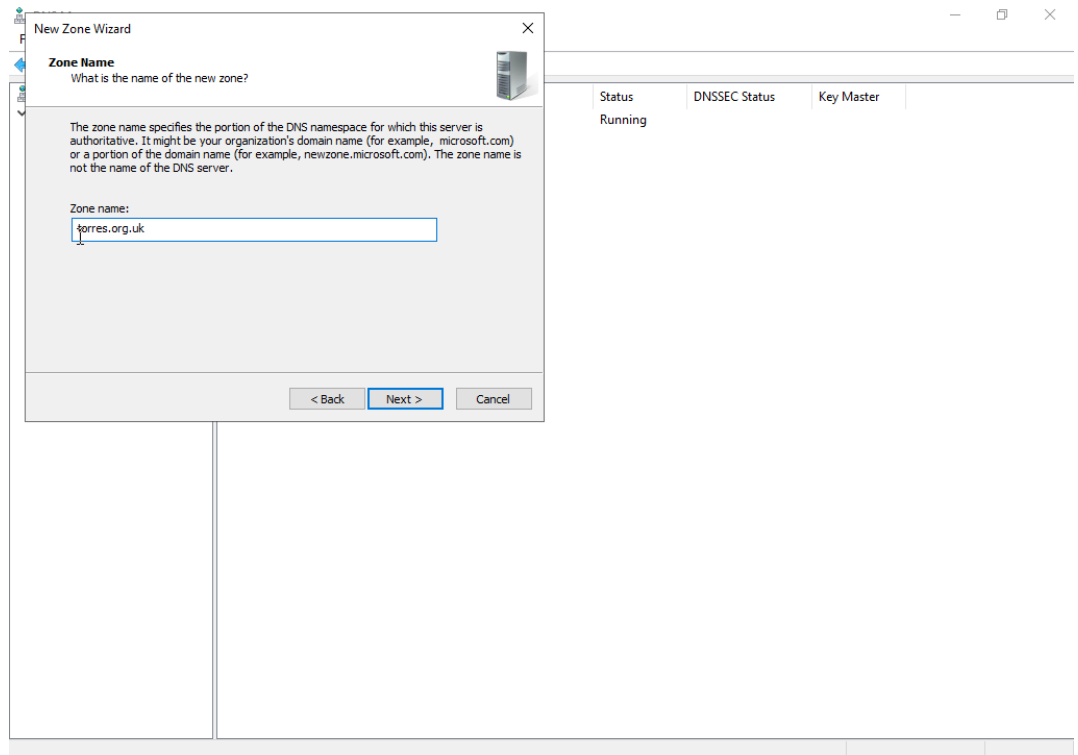 New Zone Wizard
Zone Name
What is the name of the new zone?
The zone name specifies the portion of the DNS namespace for which this server is
authoritative. It might be your organization's domain name (for example, microsoft.com)
or a portion of the domain name (for example, newzone.microsoft.com). The zone name is
not the name of the DNS server.
Zone name:
torres.org.uk
< Back Next > Cancel
Status DNSSEC Status Key Master
Running